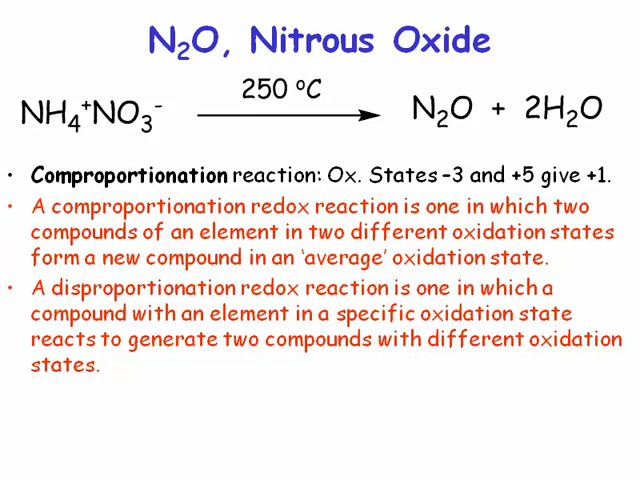 N₂O, Nitrous Oxide
250 °C
NH₄⁺NO₃⁻ → N₂O + 2H₂O
• Comproportionation reaction: Ox. States –3 and +5 give +1.
• A comproportionation redox reaction is one in which two
compounds of an element in two different oxidation states
form a new compound in an ‘average’ oxidation state.
• A disproportionation redox reaction is one in which a
compound with an element in a specific oxidation state
reacts to generate two compounds with different oxidation
states.